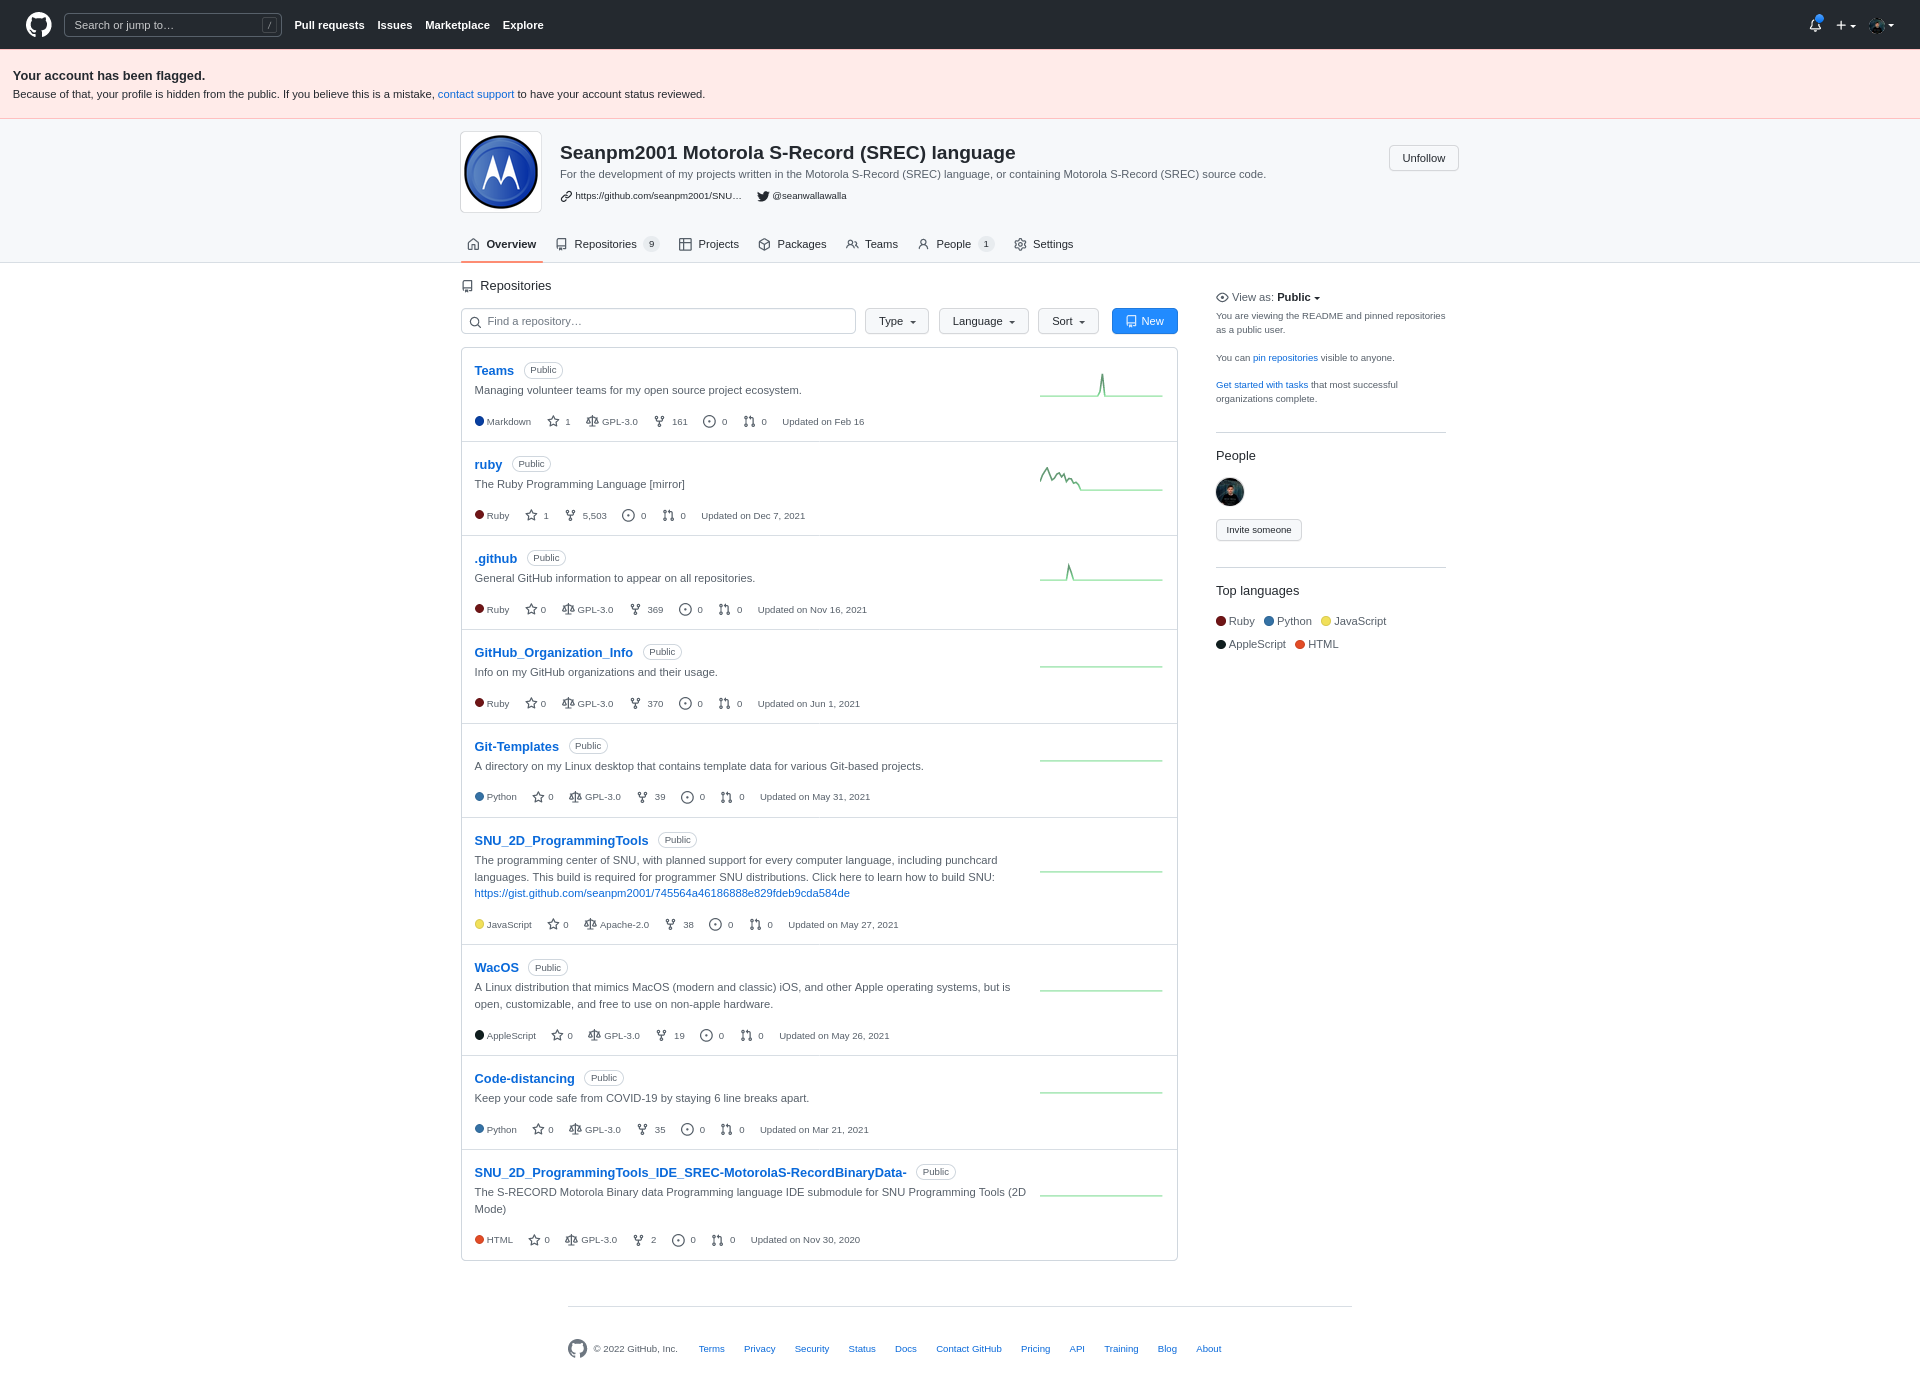 Search or jump to…
/
Pull requests Issues Marketplace Explore
Your account has been flagged.
Because of that, your profile is hidden from the public. If you believe this is a mistake, contact support to have your account status reviewed.
Seanpm2001 Motorola S-Record (SREC) language
Unfollow
For the development of my projects written in the Motorola S-Record (SREC) language, or containing Motorola S-Record (SREC) source code.
https://github.com/seanpm2001/SNU… @seanwallawalla
Overview Repositories 9 Projects Packages Teams People 1 Settings
Repositories
Find a repository… Type Language Sort New
Teams Public
Managing volunteer teams for my open source project ecosystem.
Markdown 1 GPL-3.0 161 0 0 Updated on Feb 16
ruby Public
The Ruby Programming Language [mirror]
Ruby 1 5,503 0 0 Updated on Dec 7, 2021
.github Public
General GitHub information to appear on all repositories.
Ruby 0 GPL-3.0 369 0 0 Updated on Nov 16, 2021
GitHub_Organization_Info Public
Info on my GitHub organizations and their usage.
Ruby 0 GPL-3.0 370 0 0 Updated on Jun 1, 2021
Git-Templates Public
A directory on my Linux desktop that contains template data for various Git-based projects.
Python 0 GPL-3.0 39 0 0 Updated on May 31, 2021
SNU_2D_ProgrammingTools Public
The programming center of SNU, with planned support for every computer language, including punchcard
languages. This build is required for programmer SNU distributions. Click here to learn how to build SNU:
https://gist.github.com/seanpm2001/745564a46186888e829fdeb9cda584de
JavaScript 0 Apache-2.0 38 0 0 Updated on May 27, 2021
WacOS Public
A Linux distribution that mimics MacOS (modern and classic) iOS, and other Apple operating systems, but is
open, customizable, and free to use on non-apple hardware.
AppleScript 0 GPL-3.0 19 0 0 Updated on May 26, 2021
Code-distancing Public
Keep your code safe from COVID-19 by staying 6 line breaks apart.
Python 0 GPL-3.0 35 0 0 Updated on Mar 21, 2021
SNU_2D_ProgrammingTools_IDE_SREC-MotorolaS-RecordBinaryData- Public
The S-RECORD Motorola Binary data Programming language IDE submodule for SNU Programming Tools (2D
Mode)
HTML 0 GPL-3.0 2 0 0 Updated on Nov 30, 2020
View as: Public
You are viewing the README and pinned repositories
as a public user.
You can pin repositories visible to anyone.
Get started with tasks that most successful
organizations complete.
People
Invite someone
Top languages
Ruby Python JavaScript
AppleScript HTML
© 2022 GitHub, Inc. Terms Privacy Security Status Docs Contact GitHub Pricing API Training Blog About